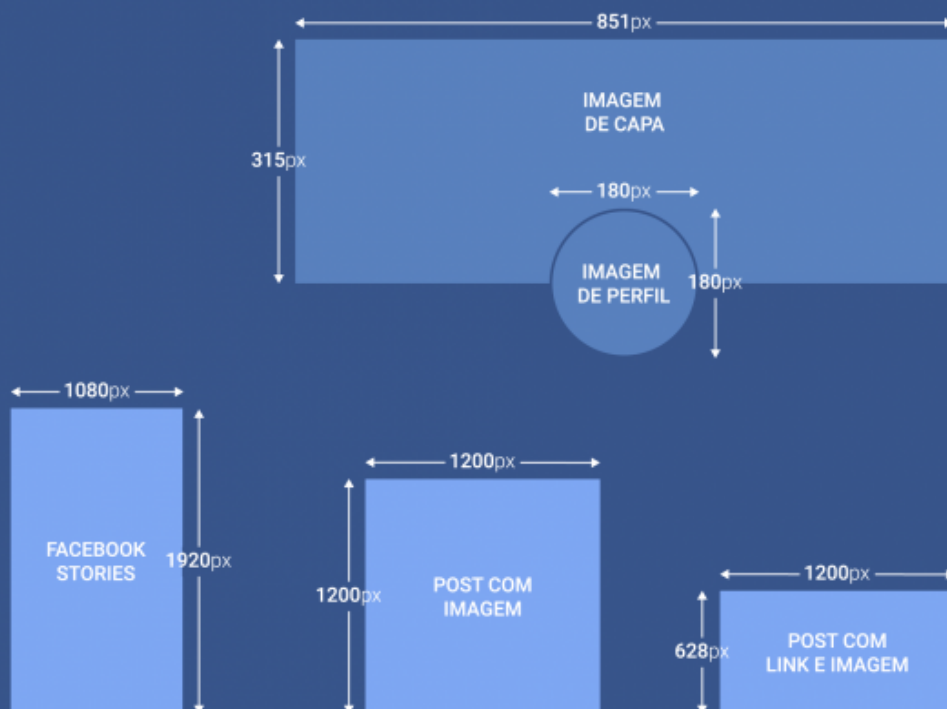 851px
IMAGEM
DE CAPA
315px
180px
IMAGEM
DE PERFIL
180px
1080px
FACEBOOK
STORIES
1920px
1200px
1200px
POST COM
IMAGEM
1200px
628px
POST COM
LINK E IMAGEM